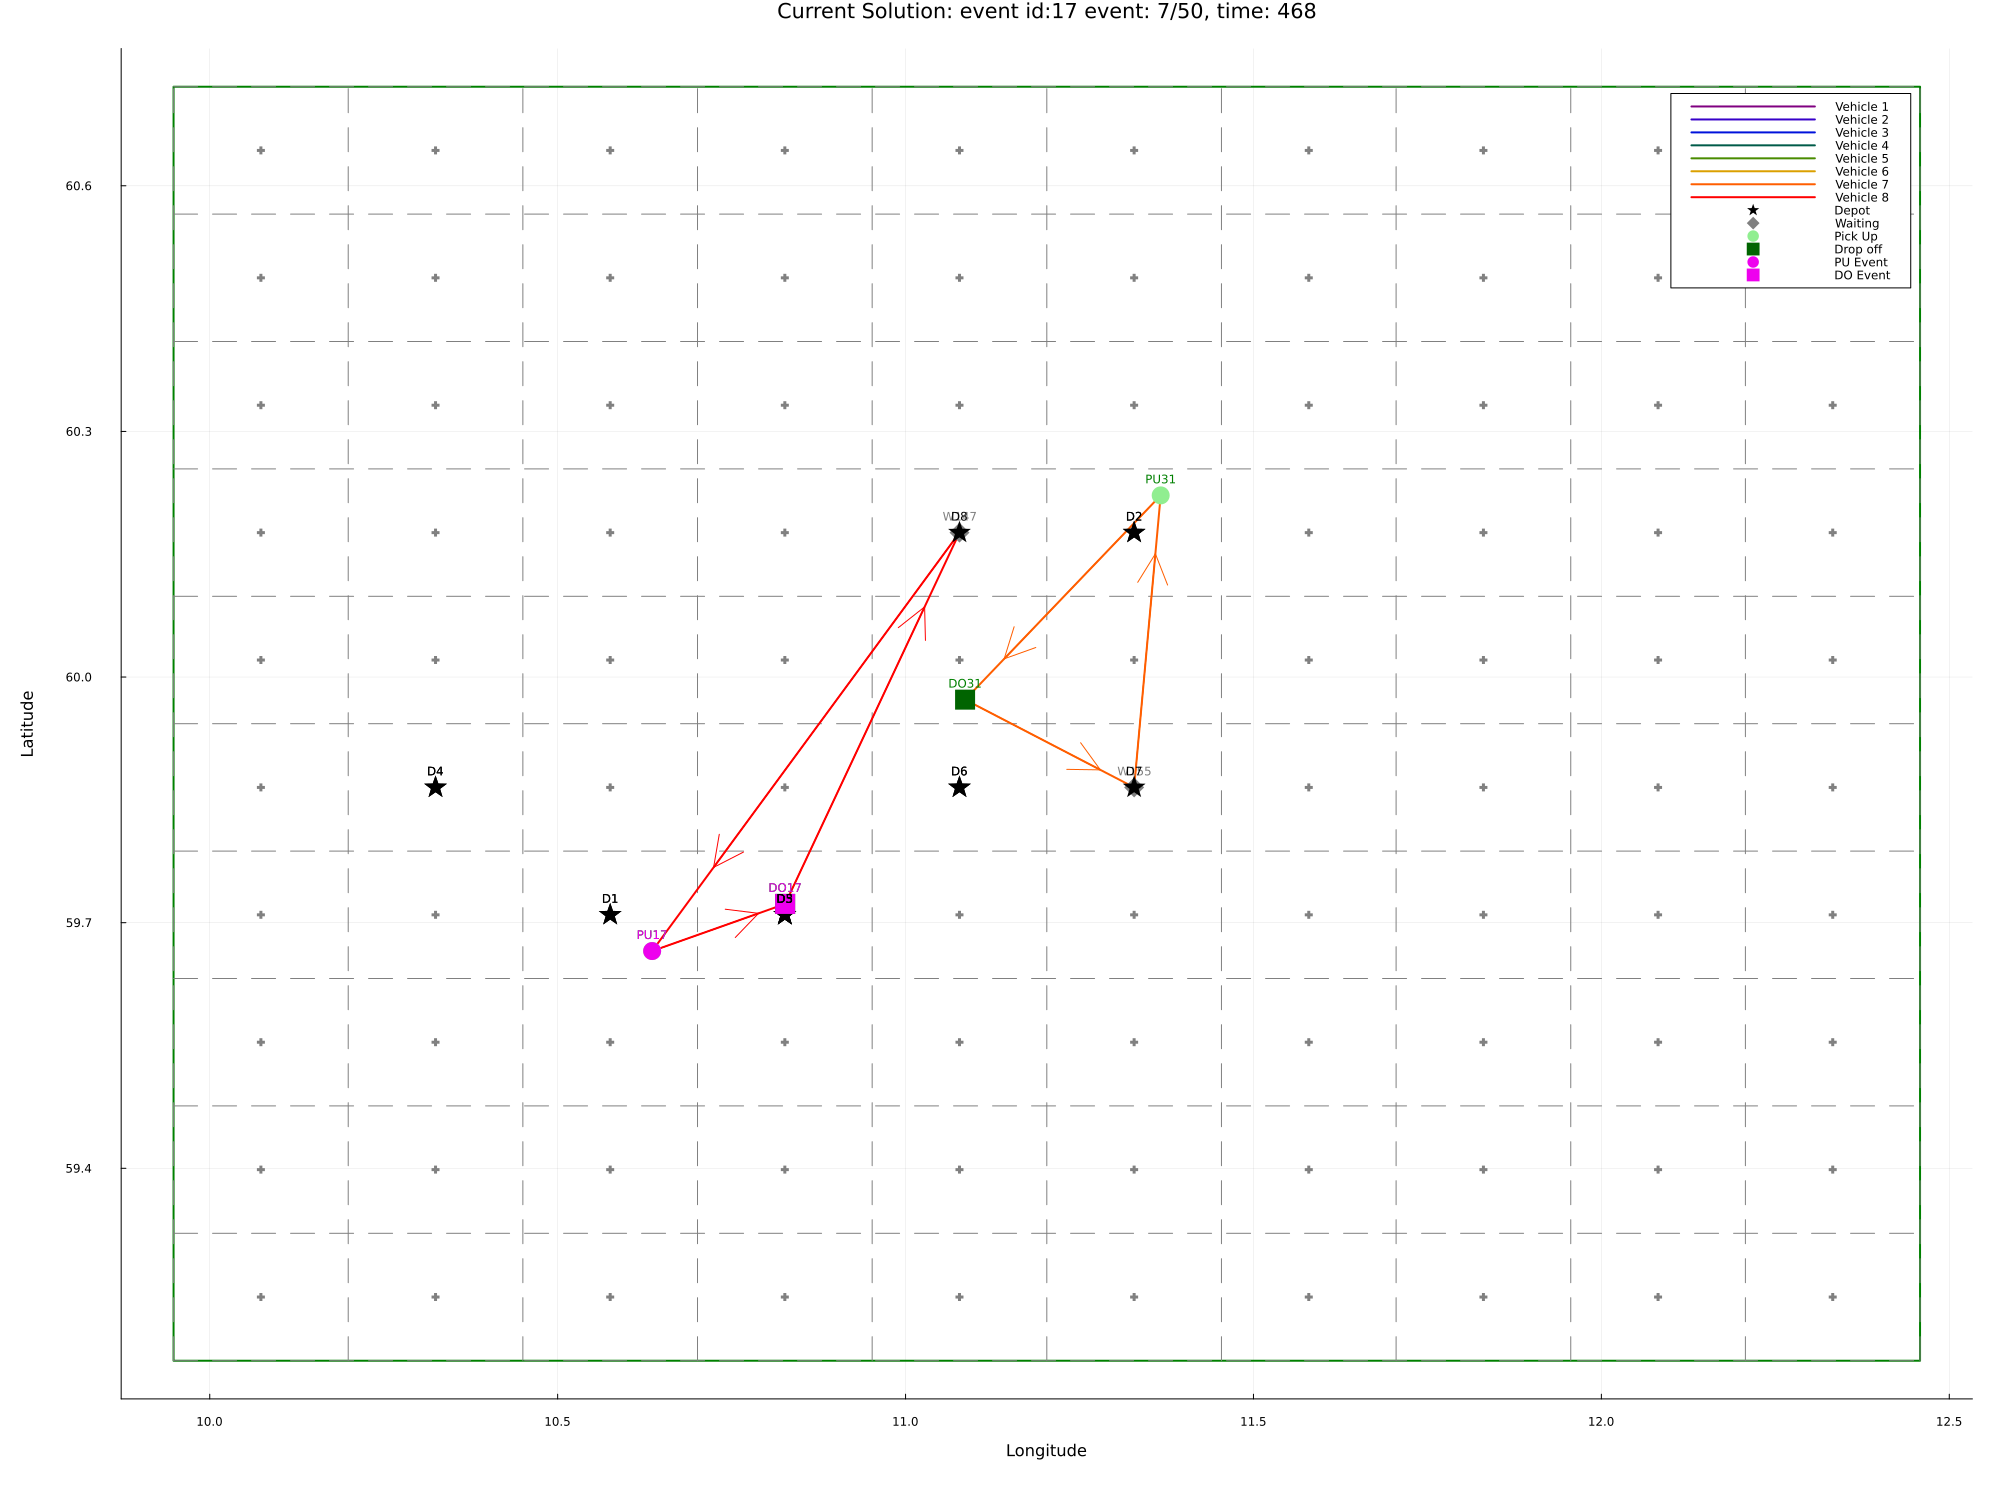 Current Solution: event id:17 event: 7/50, time: 468
Vehicle 1
Vehicle 2
Vehicle 3
Vehicle 4
Vehicle 5
Vehicle 6
Vehicle 7
Vehicle 8
Depot
Waiting
Pick Up
Drop off
PU Event
DO Event
60.6
60.3
60.0
59.7
59.4
Latitude
PU31
D8
D2
DO31
D4
D6
D7
DO17
D1
PU17
10.0
10.5
11.0
11.5
12.0
12.5
Longitude